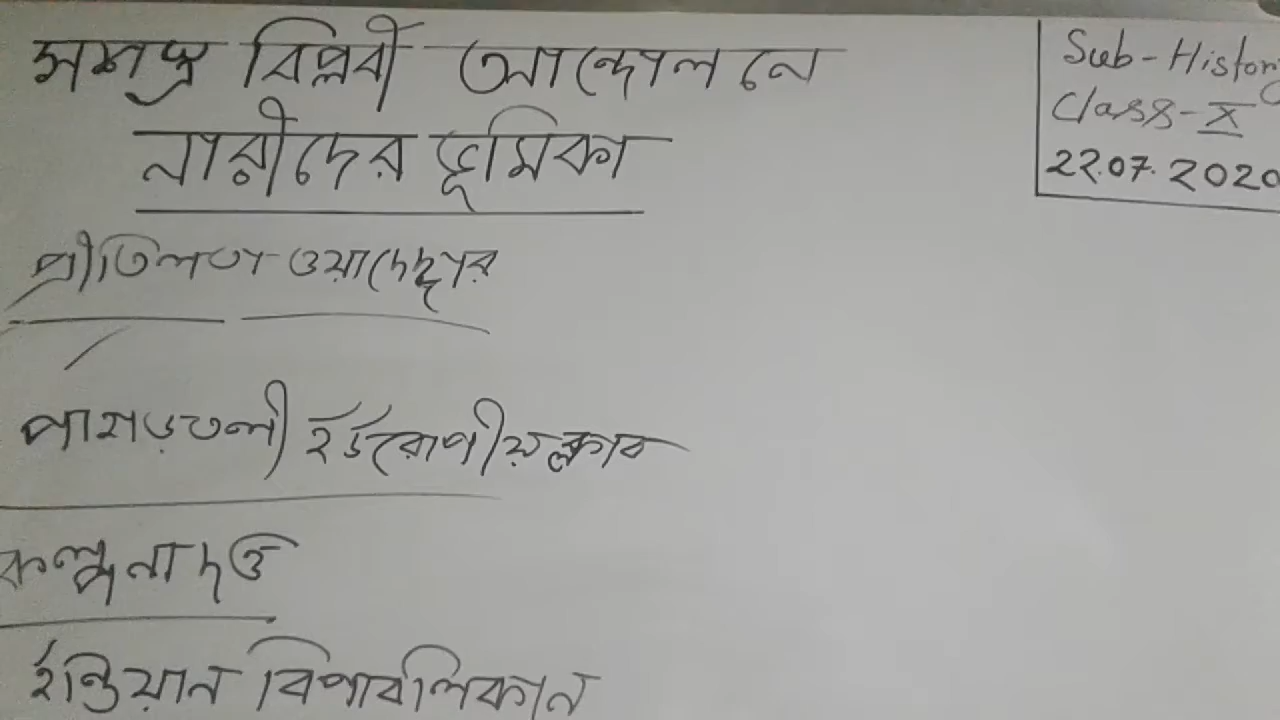 সশস্ত্র বিপ্লবী আন্দোলনে
নারীদের ভূমিকা
Sub-History
Class-X
22.07.2020
প্রীতিলতা ওয়াদ্দেদার
পাহাড়তলী ইউরোপীয় ক্লাব
কল্পনা দত্ত
ইন্ডিয়ান রিপাবলিকান